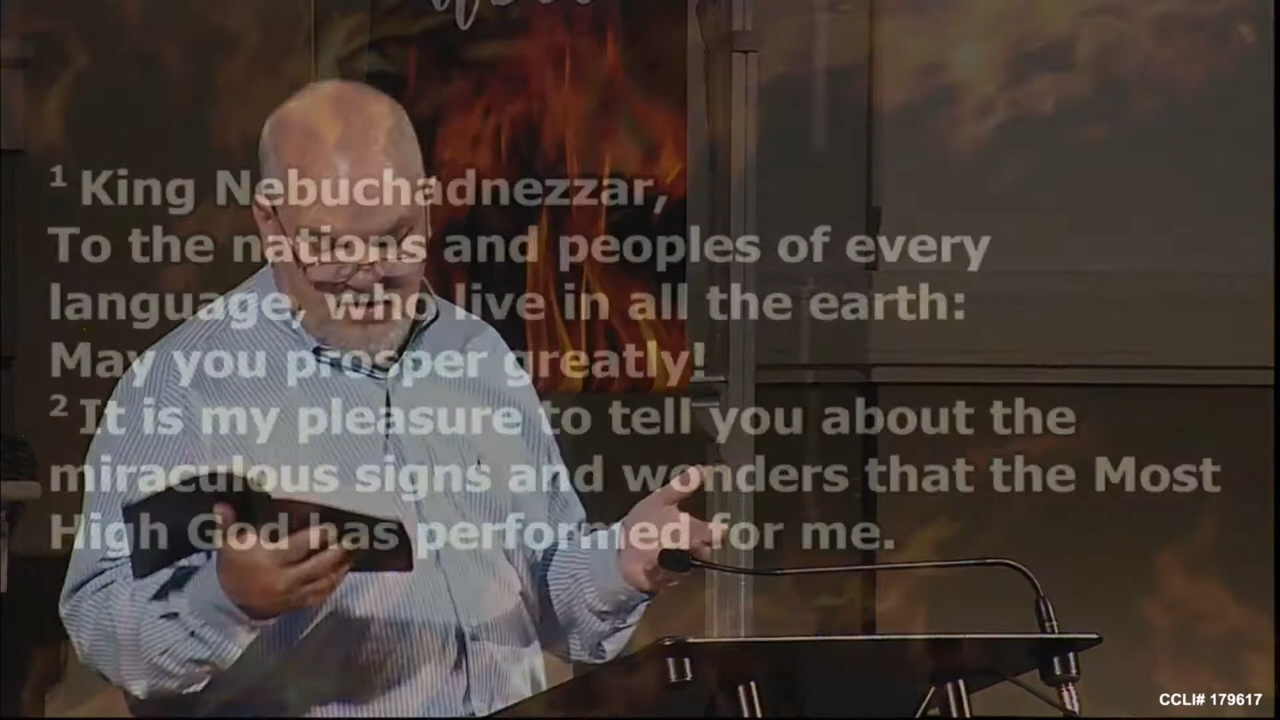 ¹ King Nebuchadnezzar,
To the nations and peoples of every
language, who live in all the earth:
May you prosper greatly!
² It is my pleasure to tell you about the
miraculous signs and wonders that the Most
High God has performed for me.
CCLI# 179617